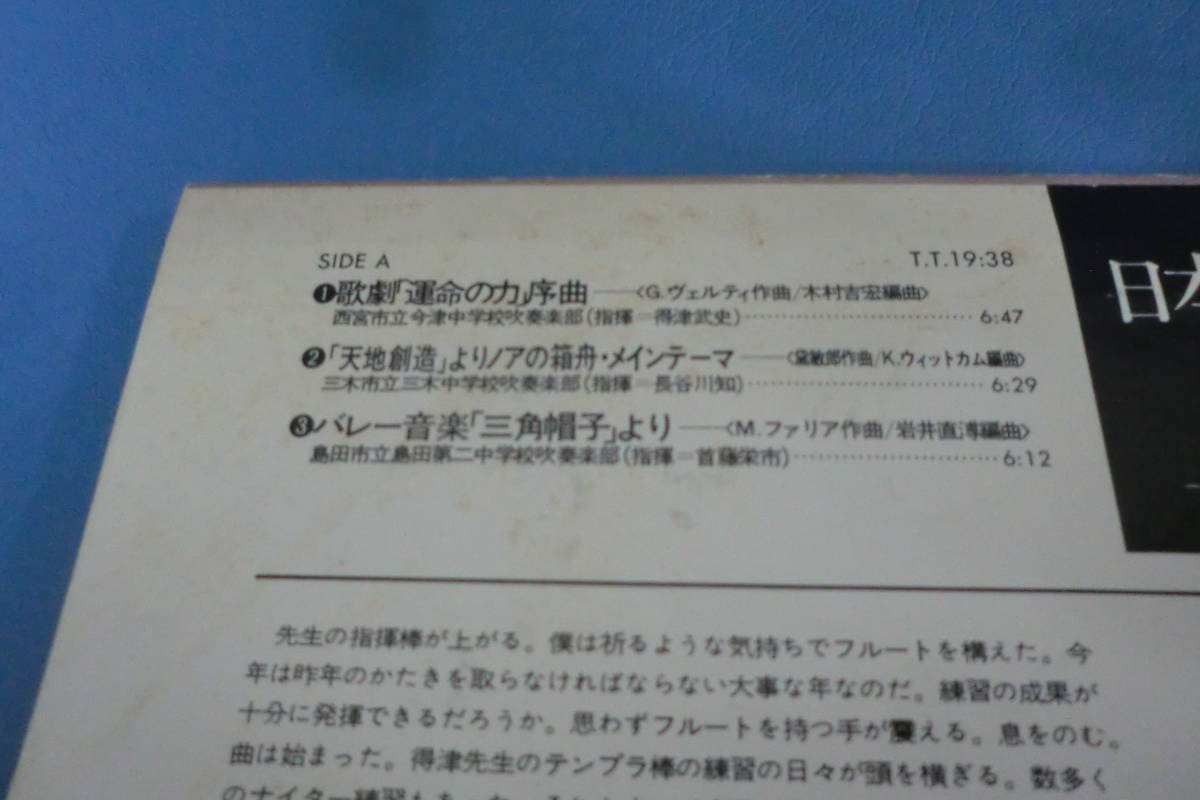 SIDE A
T.T.19:38
❶歌劇「運命の力」序曲——〈G.ヴェルディ作曲/木村吉宏編曲〉
西宮市立今津中学校吹奏楽部(指揮=得津武史)……………………6:47
❷「天地創造」よりノアの箱舟・メインテーマ——〈黛敏郎作曲/K.ウィットカム編曲〉
三木市立三木中学校吹奏楽部(指揮=長谷川知)……………………6:29
❸バレー音楽「三角帽子」より——〈M.ファリア作曲/岩井直溥編曲〉
島田市立島田第二中学校吹奏楽部(指揮=首藤栄市)……………………6:12
日本
先生の指揮棒が上がる。僕は祈るような気持ちでフルートを構えた。今
年は昨年のかたきを取らなければならない大事な年なのだ。練習の成果が
十分に発揮できるだろうか。思わずフルートを持つ手が震える。息をのむ。
曲は始まった。得津先生のテンプラ棒の練習の日々が頭を横ぎる。数多く
のナイター練習も